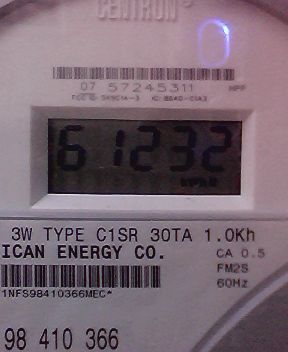 CENTRON®
07 57245311 HPP
61232
3W TYPE C1SR 30TA 1.0Kh
ICAN ENERGY CO. CA 0.5
FM2S
60Hz
1NFS98410366MEC*
98 410 366